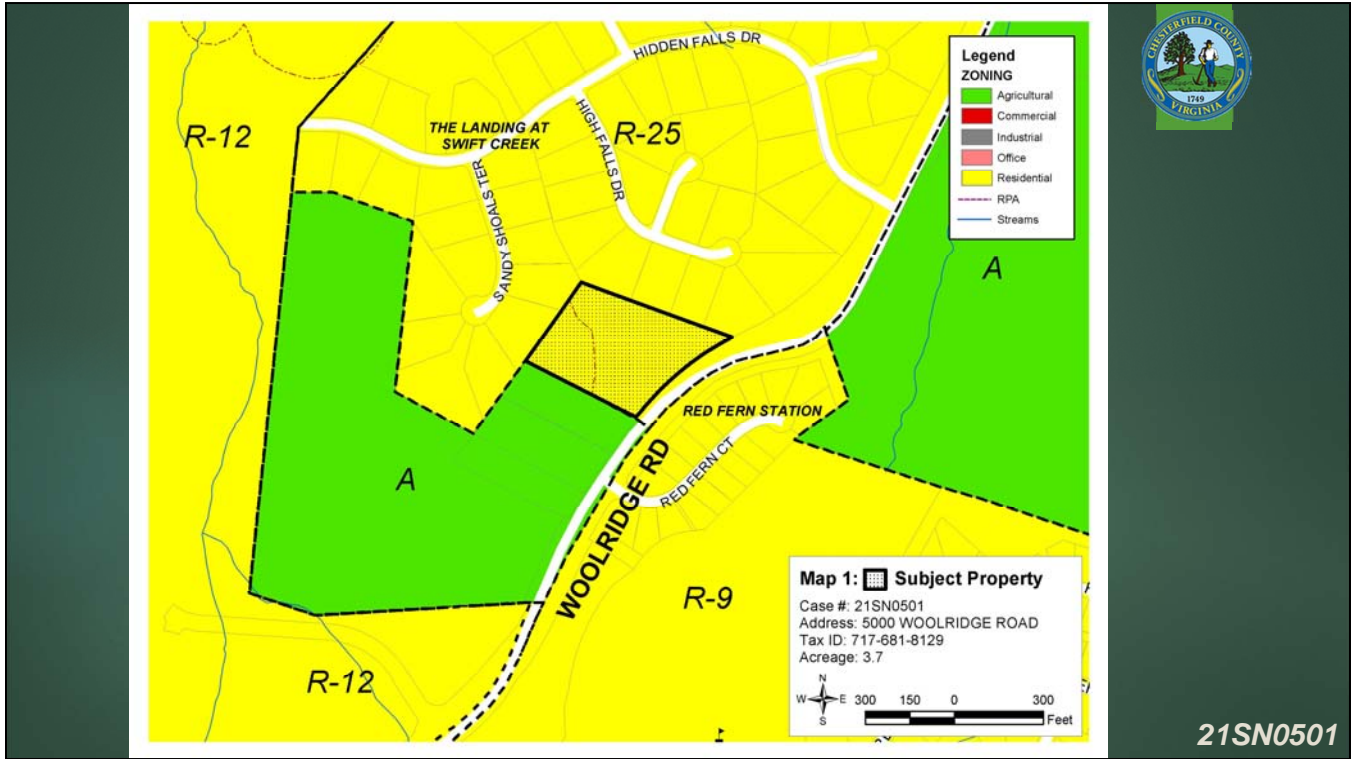 HIDDEN FALLS DR
R-12
THE LANDING AT
SWIFT CREEK
HIGH FALLS DR
R-25
SANDY SHOALS TER
A
A
RED FERN STATION
RED FERN CT
WOOLRIDGE RD
R-9
R-12
Legend
ZONING
Agricultural
Commercial
Industrial
Office
Residential
RPA
Streams
Map 1: Subject Property
Case #: 21SN0501
Address: 5000 WOOLRIDGE ROAD
Tax ID: 717-681-8129
Acreage: 3.7
N
W E
S
300 150 0 300
Feet
CHESTERFIELD COUNTY
1749
VIRGINIA
21SN0501